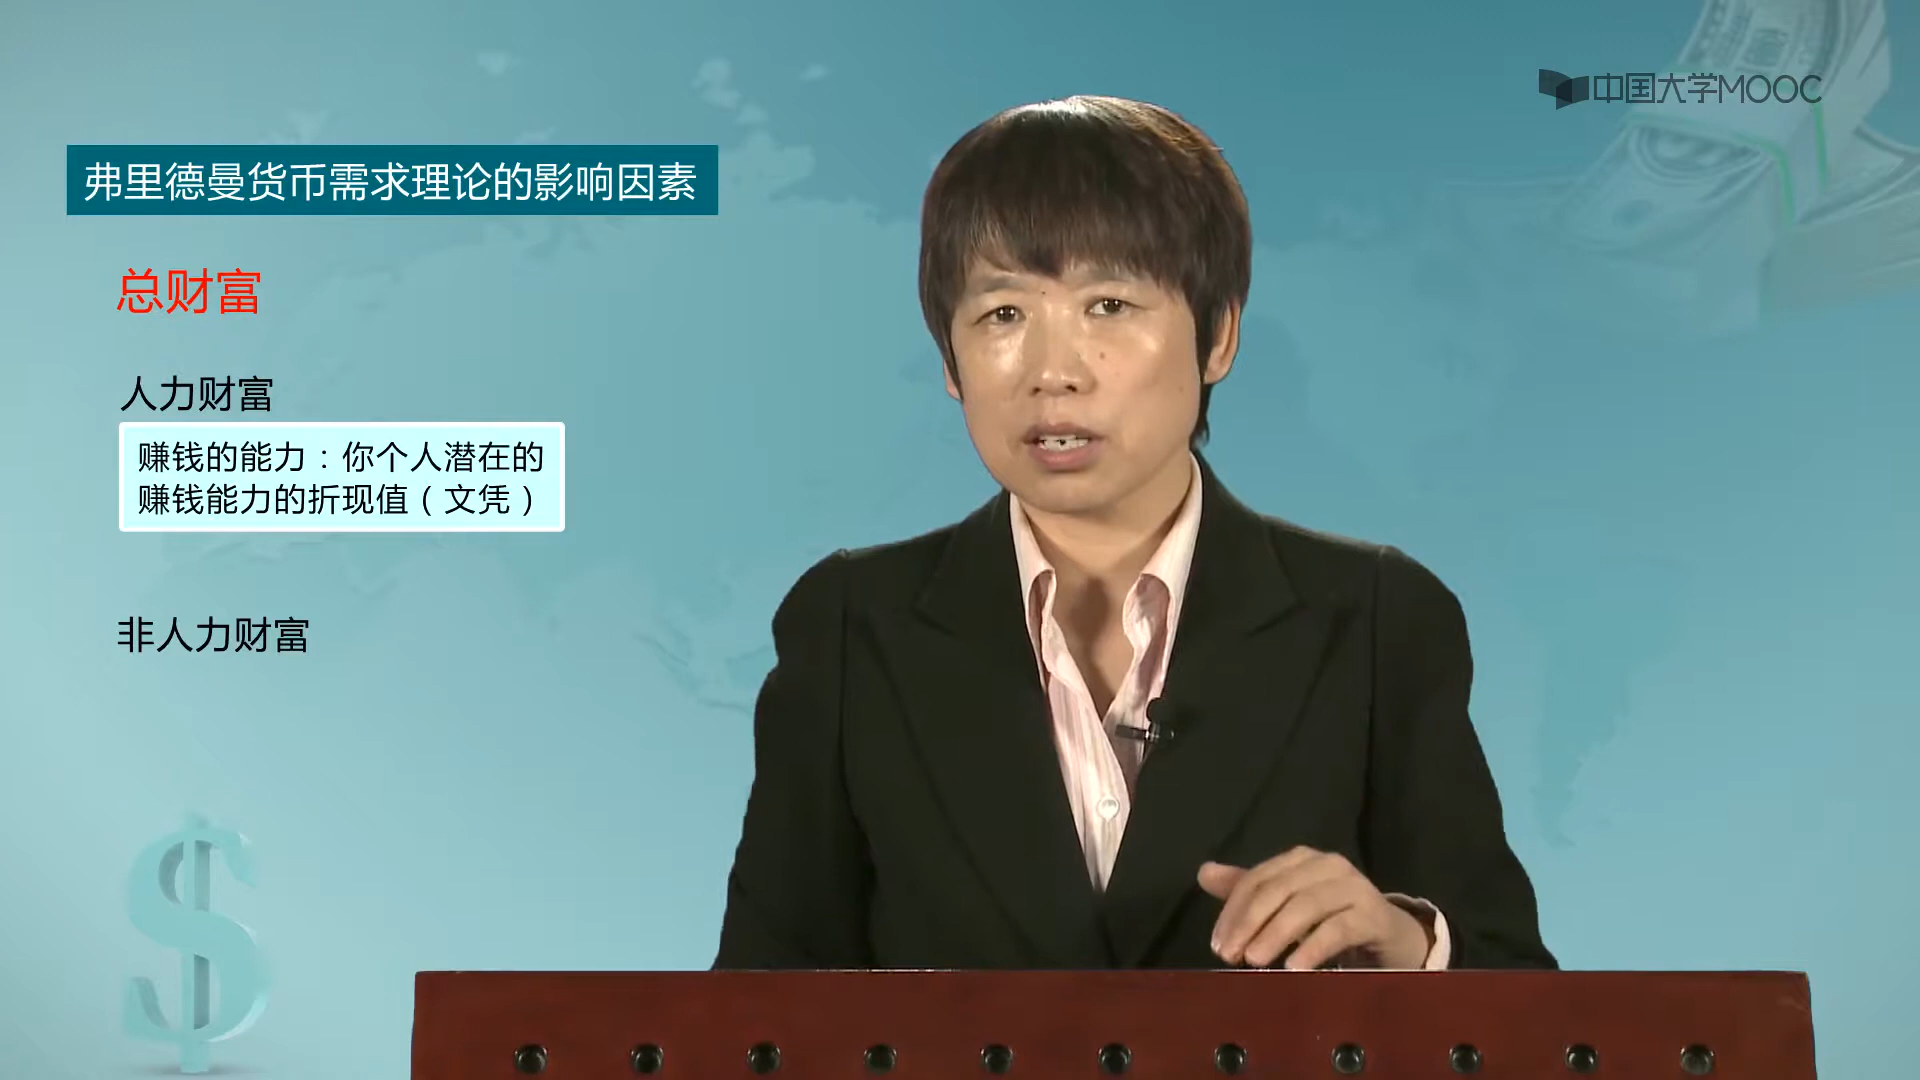 中国大学MOOC
弗里德曼货币需求理论的影响因素
总财富
人力财富
赚钱的能力：你个人潜在的
赚钱能力的折现值（文凭）
非人力财富
$